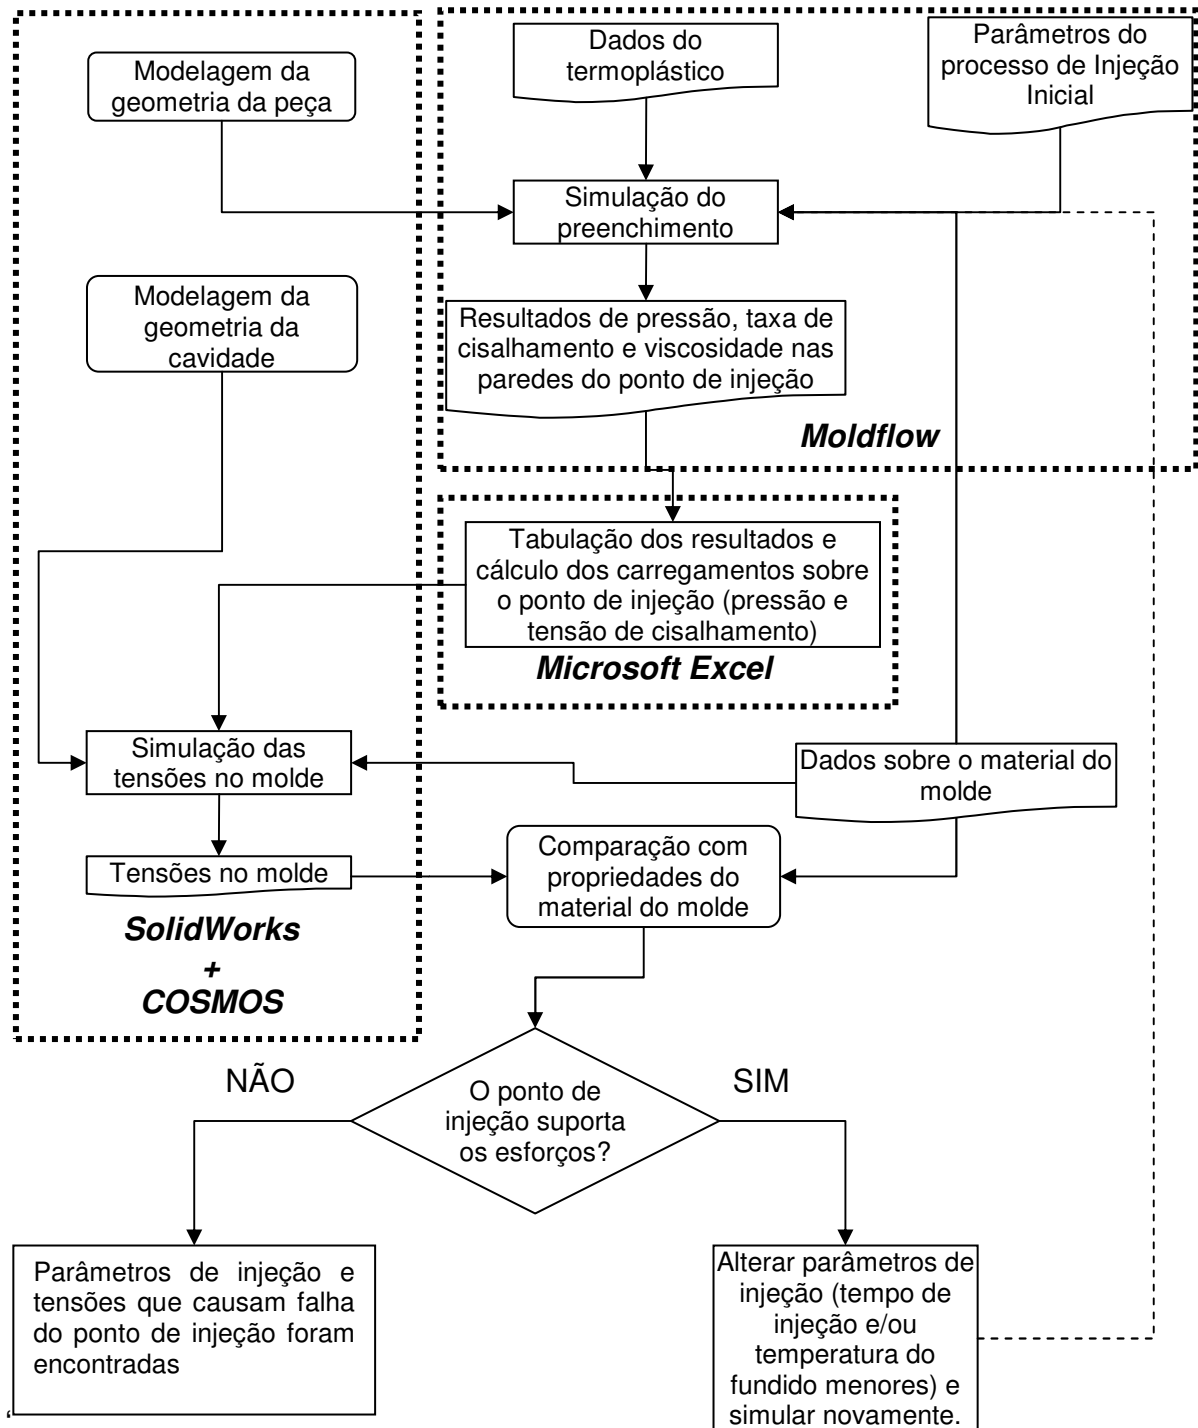 Modelagem da
geometria da peça
Dados do
termoplástico
Parâmetros do
processo de Injeção
Inicial
Simulação do
preenchimento
Modelagem da
geometria da
cavidade
Resultados de pressão, taxa de
cisalhamento e viscosidade nas
paredes do ponto de injeção
Moldflow
Tabulação dos resultados e
cálculo dos carregamentos sobre
o ponto de injeção (pressão e
tensão de cisalhamento)
Microsoft Excel
Simulação das
tensões no molde
Dados sobre o material do
molde
Tensões no molde
Comparação com
propriedades do
material do molde
SolidWorks
+
COSMOS
NÃO
SIM
O ponto de
injeção suporta
os esforços?
Parâmetros de injeção e
tensões que causam falha
do ponto de injeção foram
encontradas
Alterar parâmetros de
injeção (tempo de
injeção e/ou
temperatura do
fundido menores) e
simular novamente.
‘